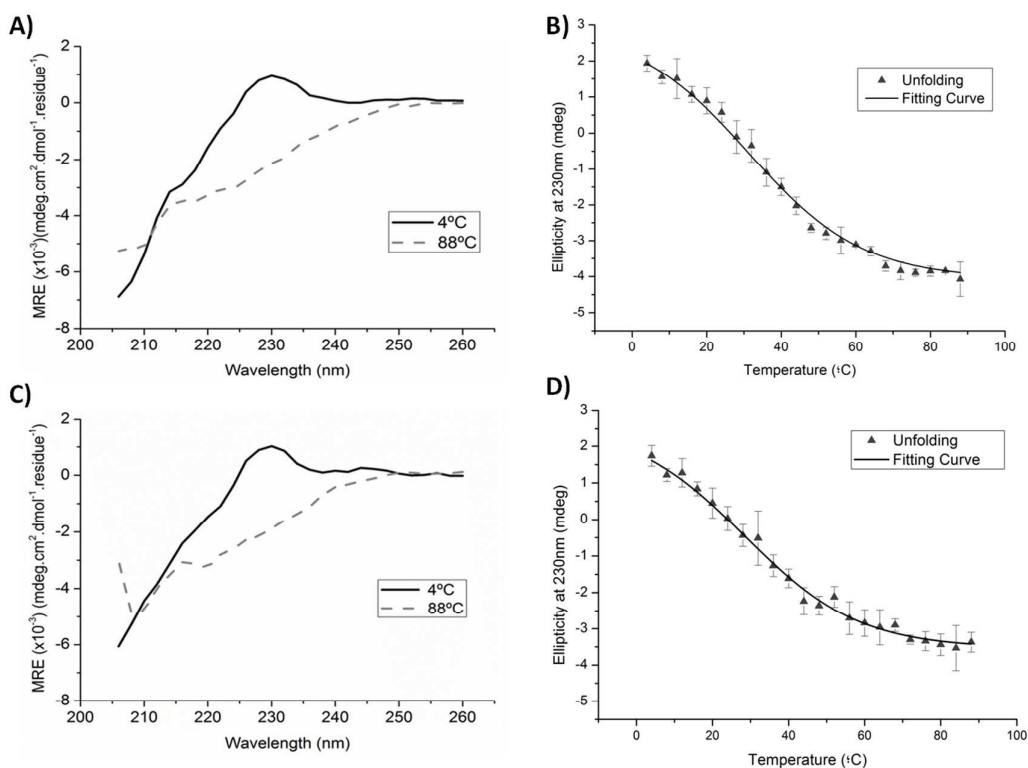 A)
2
0
-2
-4
-6
-8
200 210 220 230 240 250 260
Wavelength (nm)
MRE (x10⁻³)(mdeg.cm².dmol⁻¹.residue⁻¹)
4ºC
88ºC
B)
3
2
1
0
-1
-2
-3
-4
-5
0 20 40 60 80 100
Temperature (ºC)
Ellipticity at 230nm (mdeg)
Unfolding
Fitting Curve
C)
2
0
-2
-4
-6
-8
200 210 220 230 240 250 260
Wavelength (nm)
MRE (x10⁻³) (mdeg.cm².dmol⁻¹.residue⁻¹)
4ºC
88ºC
D)
3
2
1
0
-1
-2
-3
-4
-5
0 20 40 60 80 100
Temperature (ºC)
Ellipticity at 230nm (mdeg)
Unfolding
Fitting Curve